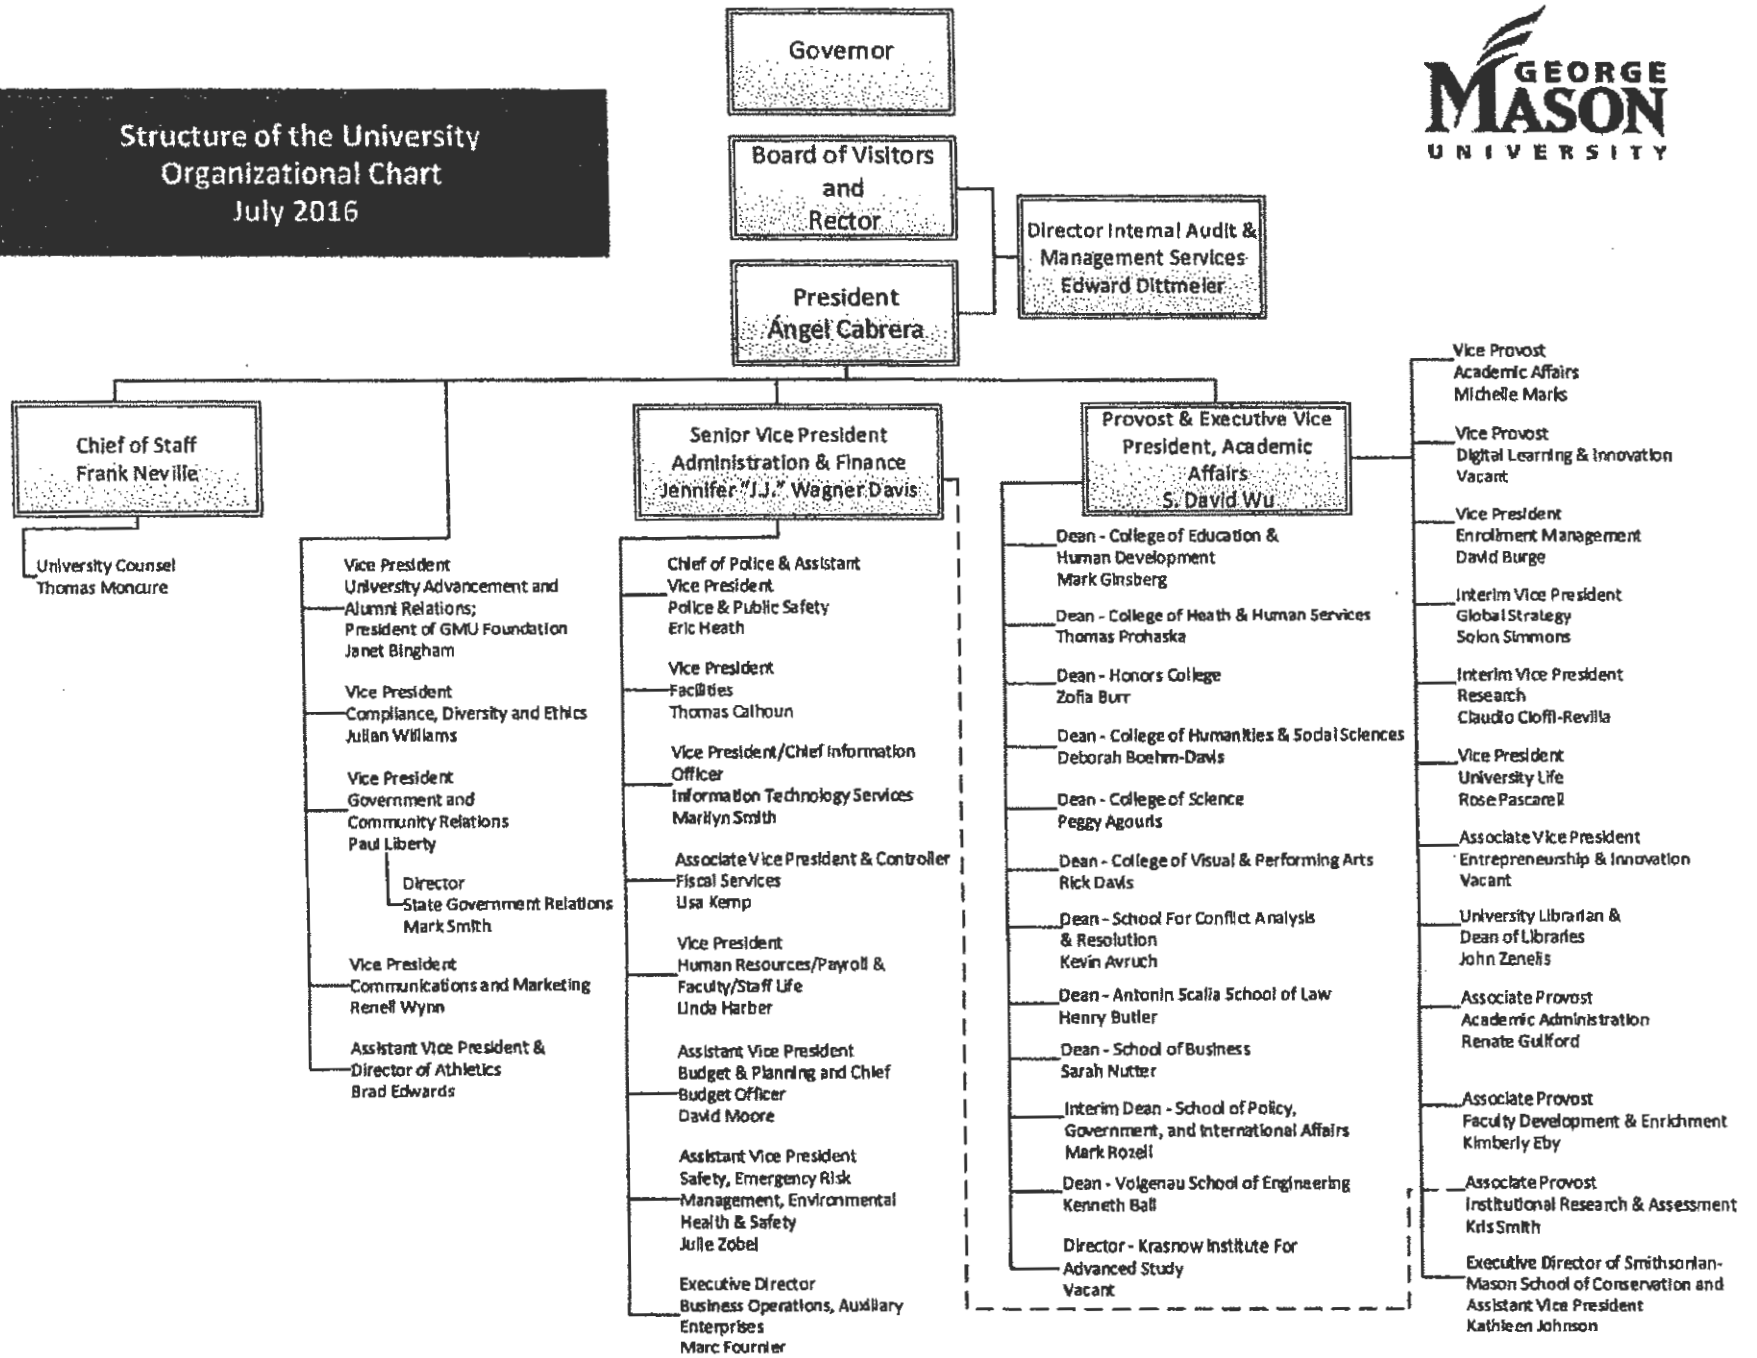 Governor
GEORGE
MASON
UNIVERSITY
Structure of the University
Organizational Chart
July 2016
Board of Visitors
and
Rector
Director Internal Audit &
Management Services
Edward Dittmeier
President
Ángel Cabrera
Chief of Staff
Frank Neville
University Counsel
Thomas Moncure
Vice President
University Advancement and
Alumni Relations;
President of GMU Foundation
Janet Bingham
Vice President
Compliance, Diversity and Ethics
Julian Williams
Vice President
Government and
Community Relations
Paul Liberty
Director
State Government Relations
Mark Smith
Vice President
Communications and Marketing
Renell Wynn
Assistant Vice President &
Director of Athletics
Brad Edwards
Senior Vice President
Administration & Finance
Jennifer "J.J." Wagner Davis
Chief of Police & Assistant
Vice President
Police & Public Safety
Eric Heath
Vice President
Facilities
Thomas Calhoun
Vice President/Chief Information
Officer
Information Technology Services
Marilyn Smith
Associate Vice President & Controller
Fiscal Services
Lisa Kemp
Vice President
Human Resources/Payroll &
Faculty/Staff Life
Linda Harber
Assistant Vice President
Budget & Planning and Chief
Budget Officer
David Moore
Assistant Vice President
Safety, Emergency Risk
Management, Environmental
Health & Safety
Julie Zobel
Executive Director
Business Operations, Auxiliary
Enterprises
Marc Fournier
Provost & Executive Vice
President, Academic
Affairs
S. David Wu
Dean - College of Education &
Human Development
Mark Ginsberg
Dean - College of Heath & Human Services
Thomas Prohaska
Dean - Honors College
Zofia Burr
Dean - College of Humanities & Social Sciences
Deborah Boehm-Davis
Dean - College of Science
Peggy Agouris
Dean - College of Visual & Performing Arts
Rick Davis
Dean - School For Conflict Analysis
& Resolution
Kevin Avruch
Dean - Antonin Scalia School of Law
Henry Butler
Dean - School of Business
Sarah Nutter
Interim Dean - School of Policy,
Government, and International Affairs
Mark Rozell
Dean - Volgenau School of Engineering
Kenneth Ball
Director - Krasnow Institute For
Advanced Study
Vacant
Vice Provost
Academic Affairs
Michelle Marks
Vice Provost
Digital Learning & Innovation
Vacant
Vice President
Enrollment Management
David Burge
Interim Vice President
Global Strategy
Solon Simmons
Interim Vice President
Research
Claudio Cioffi-Revilla
Vice President
University Life
Rose Pascarell
Associate Vice President
Entrepreneurship & Innovation
Vacant
University Librarian &
Dean of Libraries
John Zenelis
Associate Provost
Academic Administration
Renate Guilford
Associate Provost
Faculty Development & Enrichment
Kimberly Eby
Associate Provost
Institutional Research & Assessment
Kris Smith
Executive Director of Smithsonian-
Mason School of Conservation and
Assistant Vice President
Kathleen Johnson